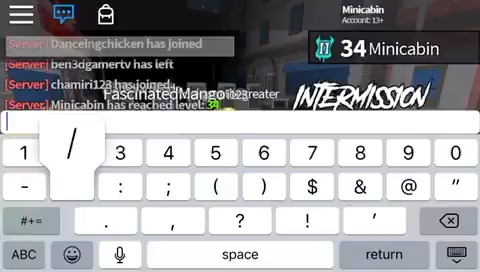 Minicabin
Account: 13+
[Server] Danceingchicken has joined
34 Minicabin
[Server] ben3dgamertv has left
[Server] chamiri123 has joined
FascinatedMango
INTERMISSION
[Server] Minicabin has reached level: 34
/
1 3 4 5 6 7 8 9 0
- : ; ( ) $ & @ "
#+= . , ? ! '
ABC space return